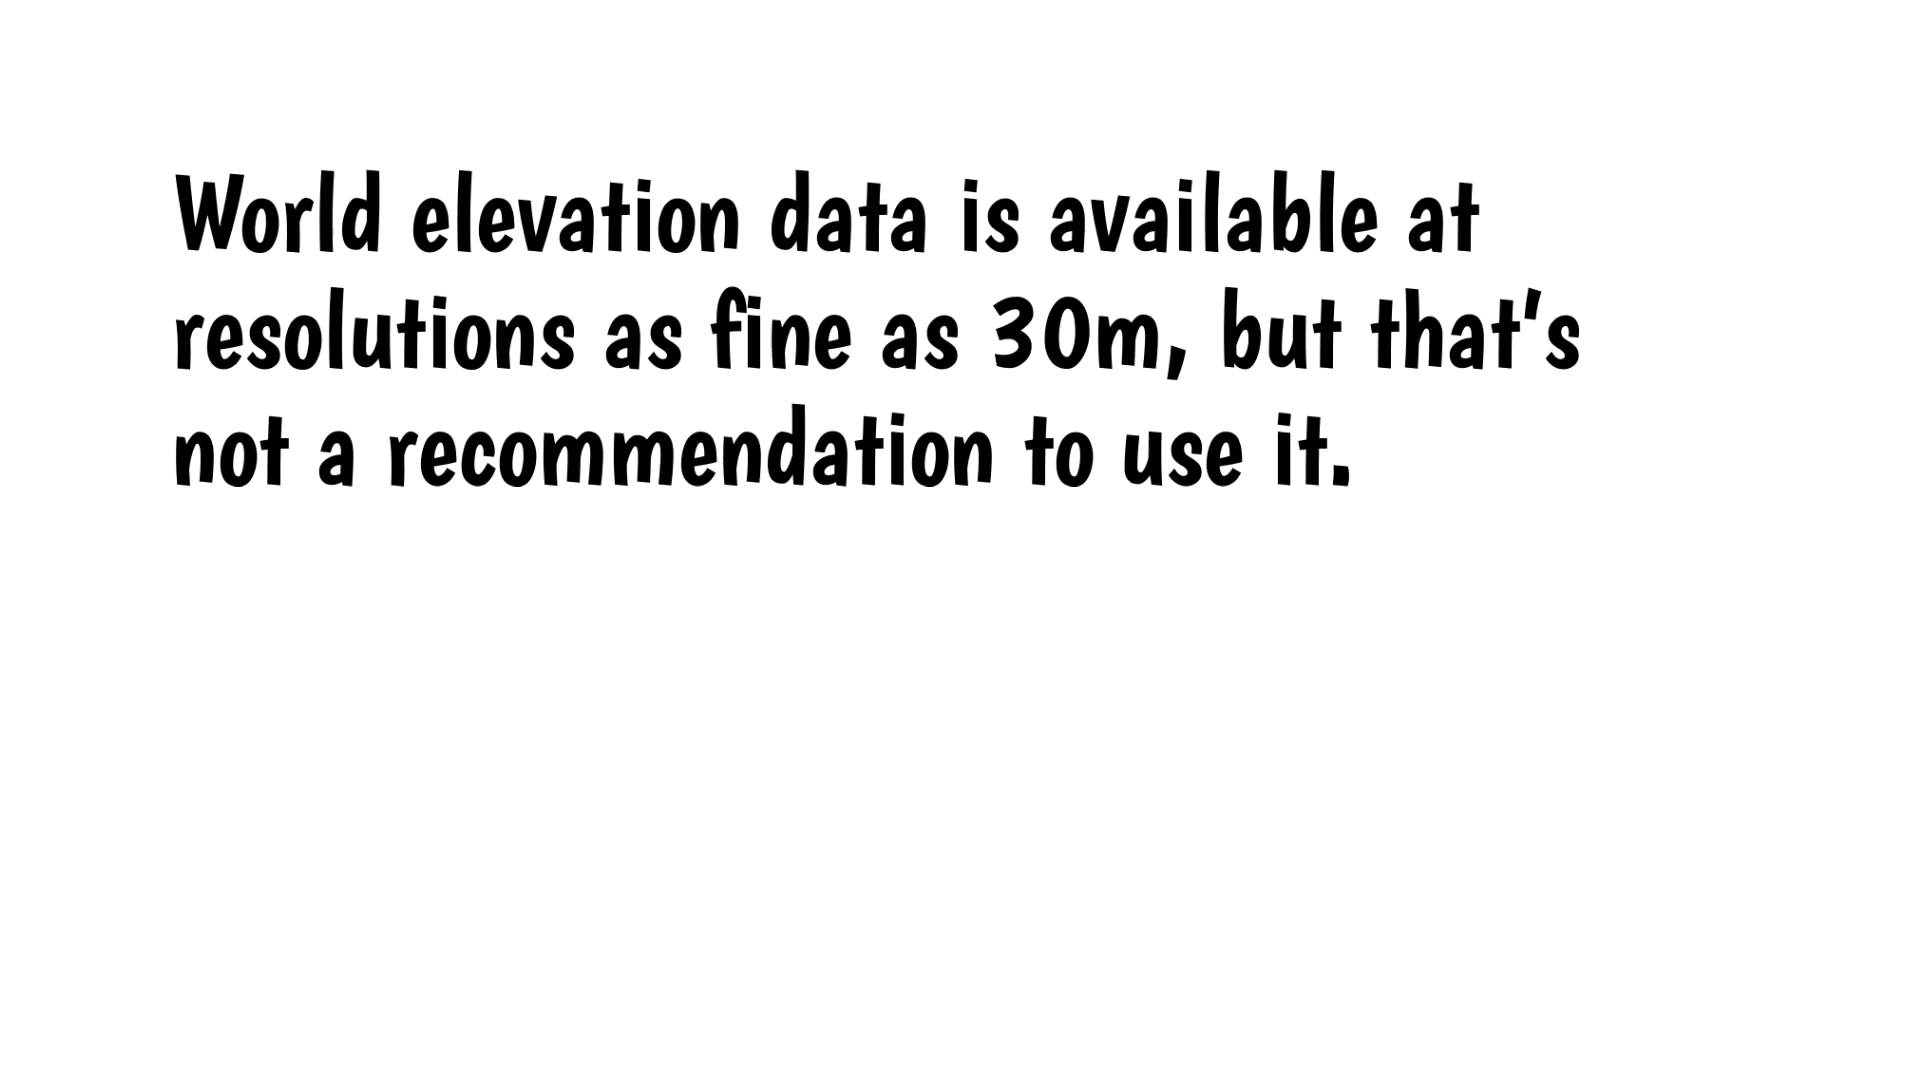 World elevation data is available at
resolutions as fine as 30m, but that's
not a recommendation to use it.